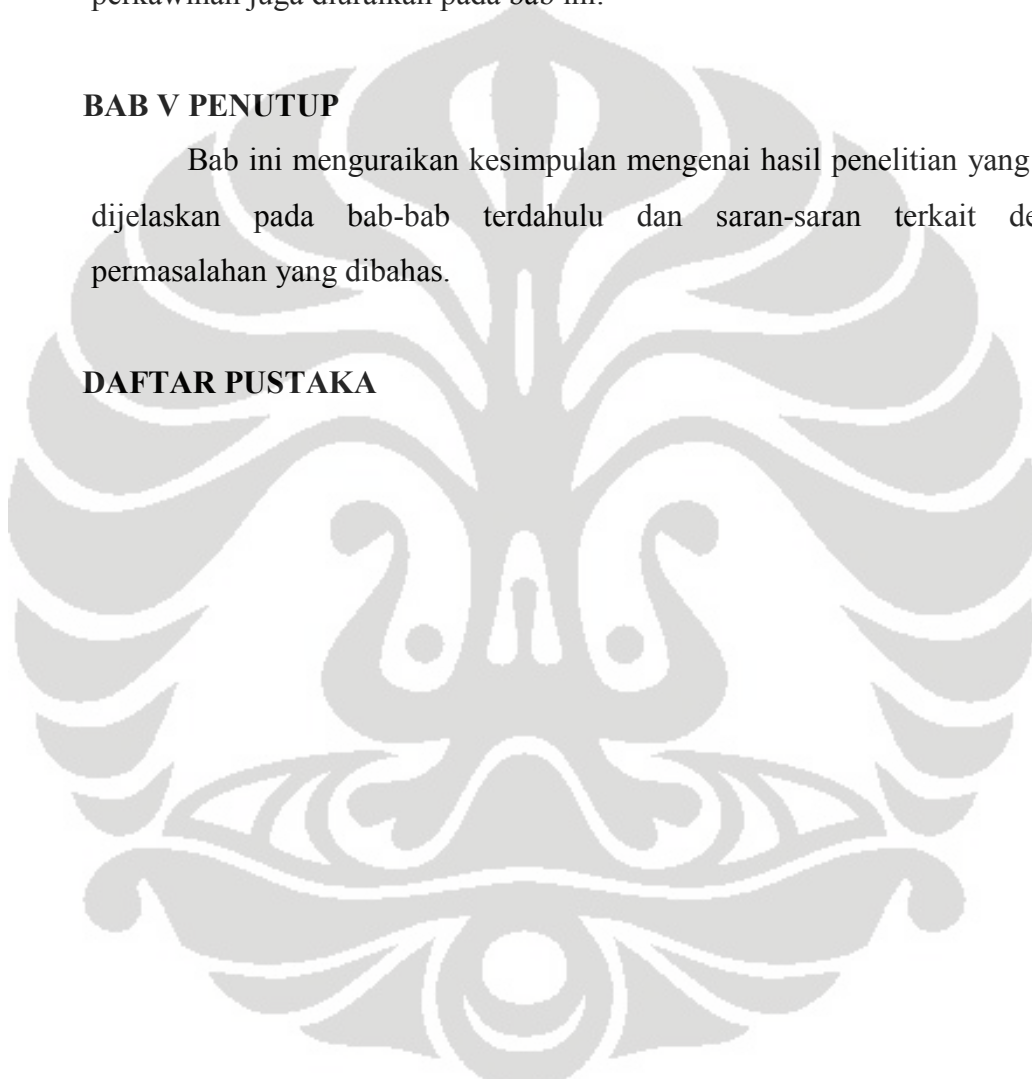 perkawinan juga diuraikan pada bab ini.
BAB V PENUTUP
Bab ini menguraikan kesimpulan mengenai hasil penelitian yang
dijelaskan pada bab-bab terdahulu dan saran-saran terkait de
permasalahan yang dibahas.
DAFTAR PUSTAKA